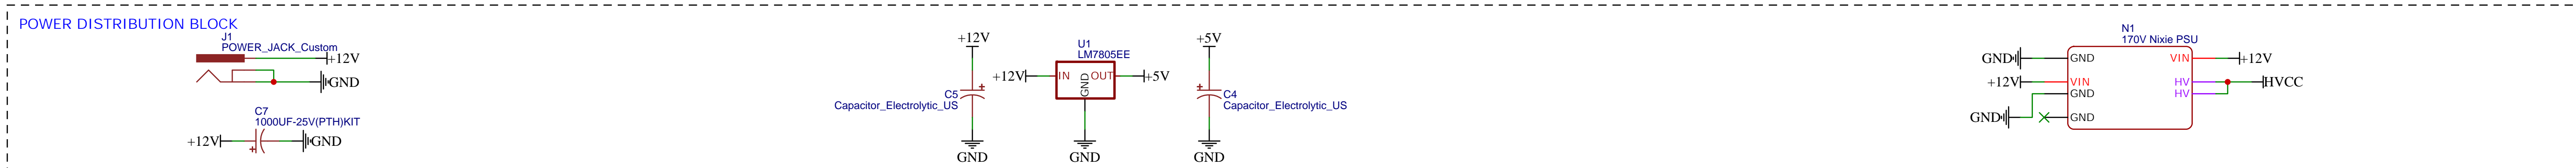 POWER DISTRIBUTION BLOCK
J1
POWER_JACK_Custom
+12V
GND
C7
1000UF-25V(PTH)KIT
+12V
+
GND
+12V
+
C5
Capacitor_Electrolytic_US
GND
U1
LM7805EE
+12V
IN
OUT
+5V
GND
GND
+5V
+
C4
Capacitor_Electrolytic_US
GND
N1
170V Nixie PSU
GND
GND
VIN
+12V
+12V
VIN
HV
HVCC
GND
HV
GND
GND